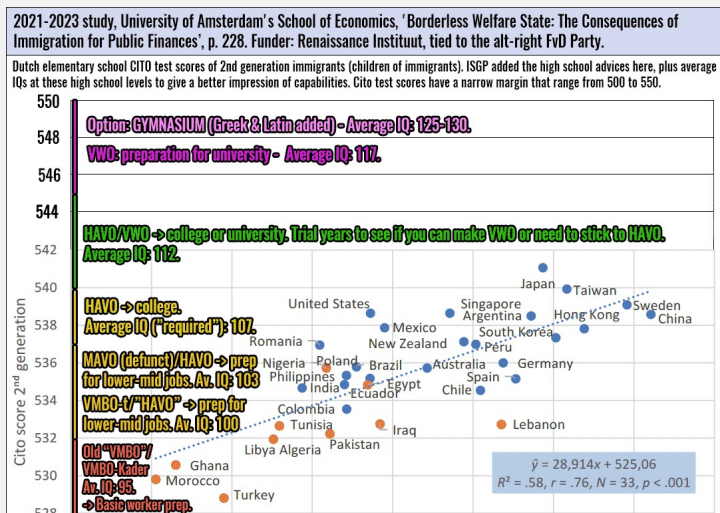 2021-2023 study, University of Amsterdam's School of Economics, 'Borderless Welfare State: The Consequences of
Immigration for Public Finances', p. 228. Funder: Renaissance Instituut, tied to the alt-right FvD Party.
Dutch elementary school CITO test scores of 2nd generation immigrants (children of immigrants). ISGP added the high school advices here, plus average
IQs at these high school levels to give a better impression of capabilities. Cito test scores have a narrow margin that range from 500 to 550.
550
Option: GYMNASIUM (Greek & Latin added) - Average IQ: 125-130.
548
VWO: preparation for university - Average IQ: 117.
546
544
HAVO/VWO -> college or university. Trial years to see if you can make VWO or need to stick to HAVO.
Average IQ: 112.
542
Japan
Taiwan
540
HAVO -> college.
Average IQ ("required"): 107.
United States
Singapore
Sweden
Argentina
Hong Kong
China
538
Mexico
South Korea
Romania
New Zealand
Peru
MAVO (defunct)/HAVO -> prep
for lower-mid jobs. Av. IQ: 103
536
Nigeria
Poland
Brazil
Australia
Germany
Philippines
Spain
India
Egypt
Ecuador
Chile
VMBO-t/"HAVO" -> prep for
lower-mid jobs. Av. IQ: 100
534
Colombia
Tunisia
Iraq
Lebanon
532
Libya
Algeria
Pakistan
Old "VMBO"/
VMBO-Kader
Av. IQ: 95.
-> Basic worker prep.
530
Ghana
Morocco
Turkey
528
Cito score 2nd generation
ŷ = 28,914x + 525,06
R² = .58, r = .76, N = 33, p < .001